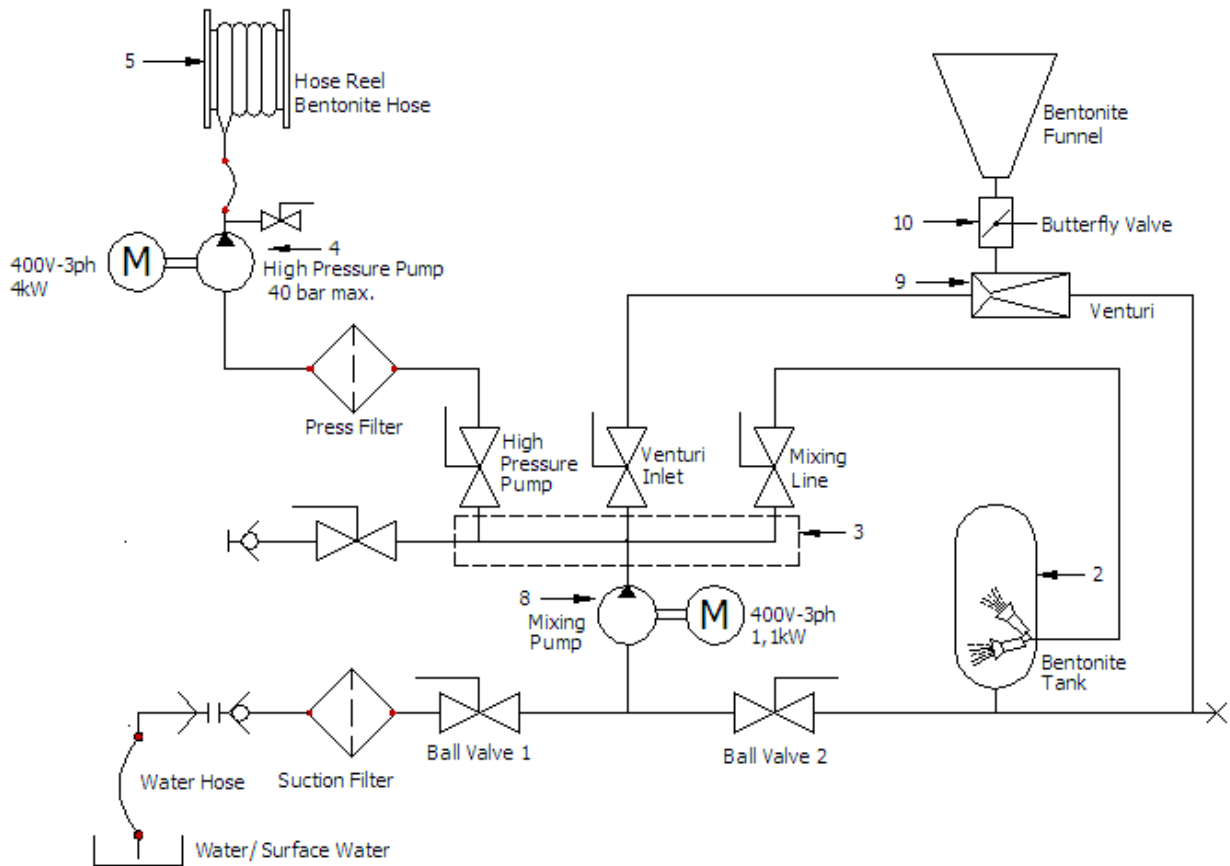 5
Hose Reel
Bentonite Hose
Bentonite
Funnel
10
Butterfly Valve
4
400V-3ph
4kW
M
High Pressure Pump
40 bar max.
9
Venturi
Press Filter
High
Pressure
Pump
Venturi
Inlet
Mixing
Line
3
2
8
Mixing
Pump
M
400V-3ph
1,1kW
Bentonite
Tank
Ball Valve 1
Ball Valve 2
Water Hose
Suction Filter
Water/ Surface Water